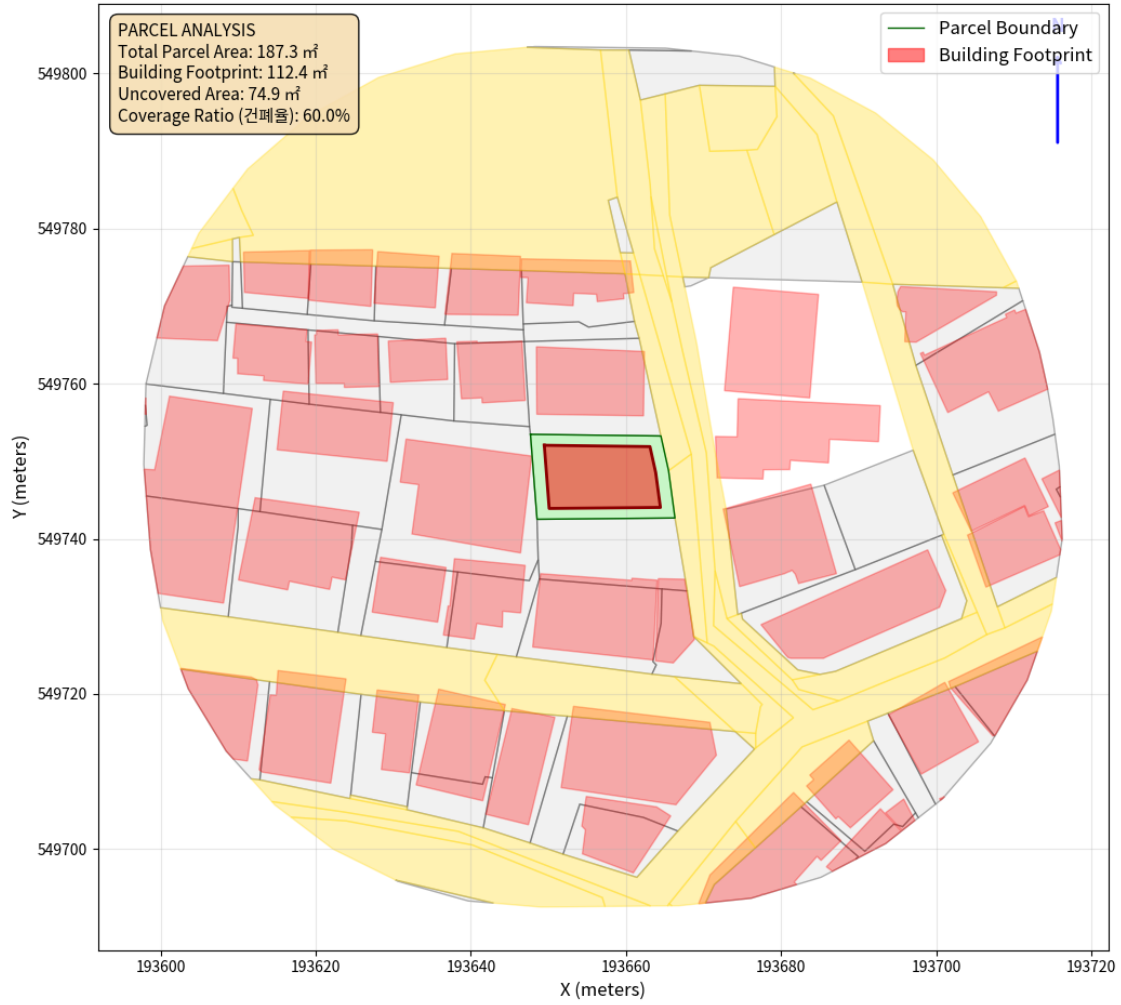 PARCEL ANALYSIS
Total Parcel Area: 187.3 ㎡
Building Footprint: 112.4 ㎡
Uncovered Area: 74.9 ㎡
Coverage Ratio (건폐율): 60.0%
Parcel Boundary
Building Footprint
N
549800
549780
549760
549740
549720
549700
Y (meters)
193600
193620
193640
193660
193680
193700
193720
X (meters)